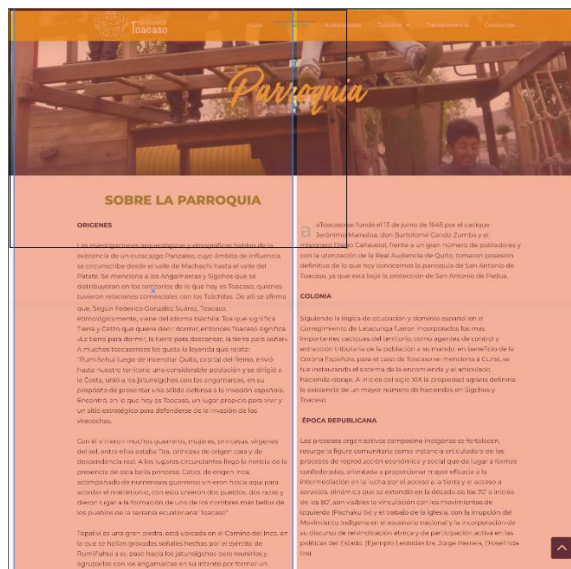 Toacaso
Inicio
Autoridades
Turismo
Transparencia
Contactos
Parroquia
SOBRE LA PARROQUIA
ORIGENES
Las investigaciones arqueológicas y etnográficas hablan de la
existencia de un curacazgo Panzaleo, cuyo ámbito de influencia
se circunscribe desde el valle de Machachi hasta el valle del
Patate. Se menciona a los Angamarcas y Sigchos que se
distribuyeron en los territorios de lo que hoy es Toacaso, quienes
tuvieron relaciones comerciales con los Tsáchilas. De allí se afirma
que, Según Federico González Suárez, Toacaso,
etimológicamente, viene del idioma tsáchila: Toa que significa
Tierra y Catzo que quiere decir dormir; entonces Toacaso significa
«La tierra para dormir, la tierra para descansar, la tierra para soñar»
A muchos toacasenses les gusta la leyenda que relata:
"Rumiñahui luego de incendiar Quito, capital del Reino, envió
hasta nuestro territorio una considerable población y se dirigió a
la Costa, unió a los jatunsigchos con los angamarcas, en su
propósito de presentar una sólida defensa a la invasión española.
Encontró, en lo que hoy es Toacaso, un lugar propicio para vivir y
un sitio estratégico para defenderse de la invasión de los
viracochas.
Con él vinieron muchos guerreros, mujeres, princesas, vírgenes
del sol, entre ellas estaba Toa, princesa de origen cara y de
descendencia real. A los lugares circundantes llegó la noticia de la
presencia de esta bella princesa. Catzo, de origen inca,
acompañado de numerosos guerreros vinieron hasta aquí para
acordar el matrimonio, con esto unieron dos pueblos, dos razas y
dieron lugar a la formación de uno de los nombres más bellos de
los pueblos de la serranía ecuatoriana: Toacaso"
Topaliví es una gran piedra, está ubicada en el Camino del Inca, en
la que se hallan gravadas señales hechas por el ejército de
Rumiñahui a su paso hacia los jatunsigchos para reunirlos y
agruparlos con los angamarcas en su intento por formar un
a
Toacaso se fundo el 13 de junio de 1645 por el cacique
Jerónimo Mainaloa, don Bartolomé Condo Zumba y el
misionero Diego Cañaveral, frente a un gran número de pobladores y
con la utorización de la Real Audiencia de Quito, tomaron posesión
definitiva de lo que hoy conocemos la parroquia de San Antonio de
Toacaso, ya que está bajo la protección de San Antonio de Padua.
COLONIA
Siguiendo la lógica de ocupación y dominio español en el
Corregimiento de Latacunga fueron incorporados los más
importantes caciques del territorio, como agentes de control y
extracción tributaria de la población a su mando; en beneficio de la
Corona Española, para el caso de Toacaso se menciona a Cunsi, se
fue instaurando el sistema de la encomienda y el articulado
hacienda-obraje. A inicios del siglo XIX la propiedad agraria definiría
la existencia de un mayor número de haciendas en Sigchos y
Toacaso
ÉPOCA REPUBLICANA
Los procesos organizativos campesino indígenas se fortalecen,
resurge la figura comunitaria como instancia articuladora de los
procesos de reproducción económica y social que da lugar a formas
confederadas, orientada a proporcionar mayor eficacia a la
intermediación en la lucha por el acceso a la tierra y el acceso a
servicios, dinámica que se extendió en la década de los 70' o inicios
de los 80', son visibles la vinculación con los movimientos de
izquierda (Pachakutik) y el trabajo de la iglesia, con la irrupción del
Movimiento Indígena en el escenario nacional y la incorporación de
su discurso de reivindicación étnica y de participación activa en las
políticas del Estado. (Ejemplo Leonidas Iza, Jorge Herrera, Dioselinda
Iza).